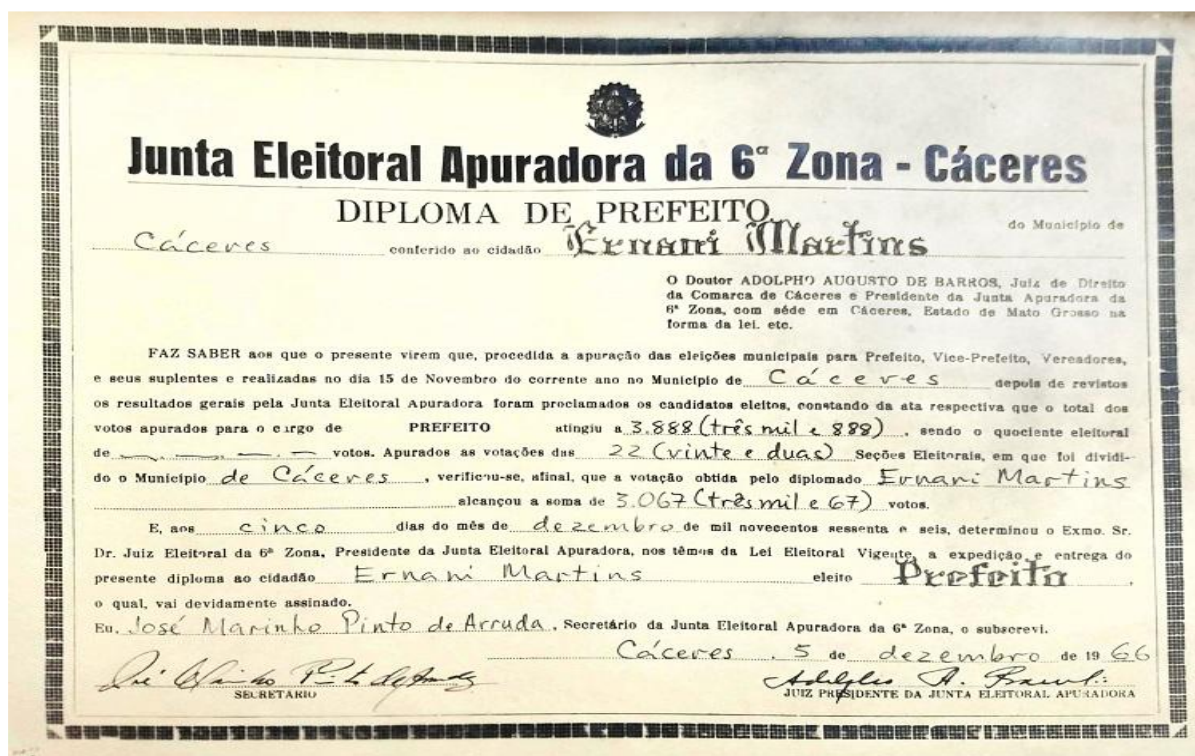 Junta Eleitoral Apuradora da 6ª Zona - Cáceres
DIPLOMA DE PREFEITO do Município de
Cáceres conferido ao cidadão Ernani Martins
O Doutor ADOLPHO AUGUSTO DE BARROS, Juiz de Direito
da Comarca de Cáceres e Presidente da Junta Apuradora da
6ª Zona, com séde em Cáceres, Estado de Mato Grosso na
forma da lei. etc.
FAZ SABER aos que o presente virem que, procedida a apuração das eleições municipais para Prefeito, Vice-Prefeito, Vereadores,
e seus suplentes e realizadas no dia 15 de Novembro do corrente ano no Município de Cáceres depois de revistos
os resultados gerais pela Junta Eleitoral Apuradora foram proclamados os candidatos eleitos, constando da ata respectiva que o total dos
votos apurados para o cargo de PREFEITO atingiu a 3.888 (três mil e 888) , sendo o quociente eleitoral
de — . — . — . — votos. Apurados as votações das 22 (vinte e duas) Seções Eleitorais, em que foi dividi-
do o Município de Cáceres , verificou-se, afinal, que a votação obtida pelo diplomado Ernani Martins
alcançou a soma de 3.067 (três mil e 67) votos.
E, aos cinco dias do mês de dezembro de mil novecentos sessenta e seis, determinou o Exmo. Sr.
Dr. Juiz Eleitoral da 6ª Zona, Presidente da Junta Eleitoral Apuradora, nos têmos da Lei Eleitoral Vigente, a expedição e entrega do
presente diploma ao cidadão Ernani Martins eleito Prefeito ,
o qual, vai devidamente assinado.
Eu, José Marinho Pinto de Arruda , Secretário da Junta Eleitoral Apuradora da 6ª Zona, o subscrevi.
Cáceres , 5 de dezembro de 1966
José Marinho Pinto de Arruda
SECRETÁRIO
Adolpho A. Barros
JUIZ PRESIDENTE DA JUNTA ELEITORAL APURADORA